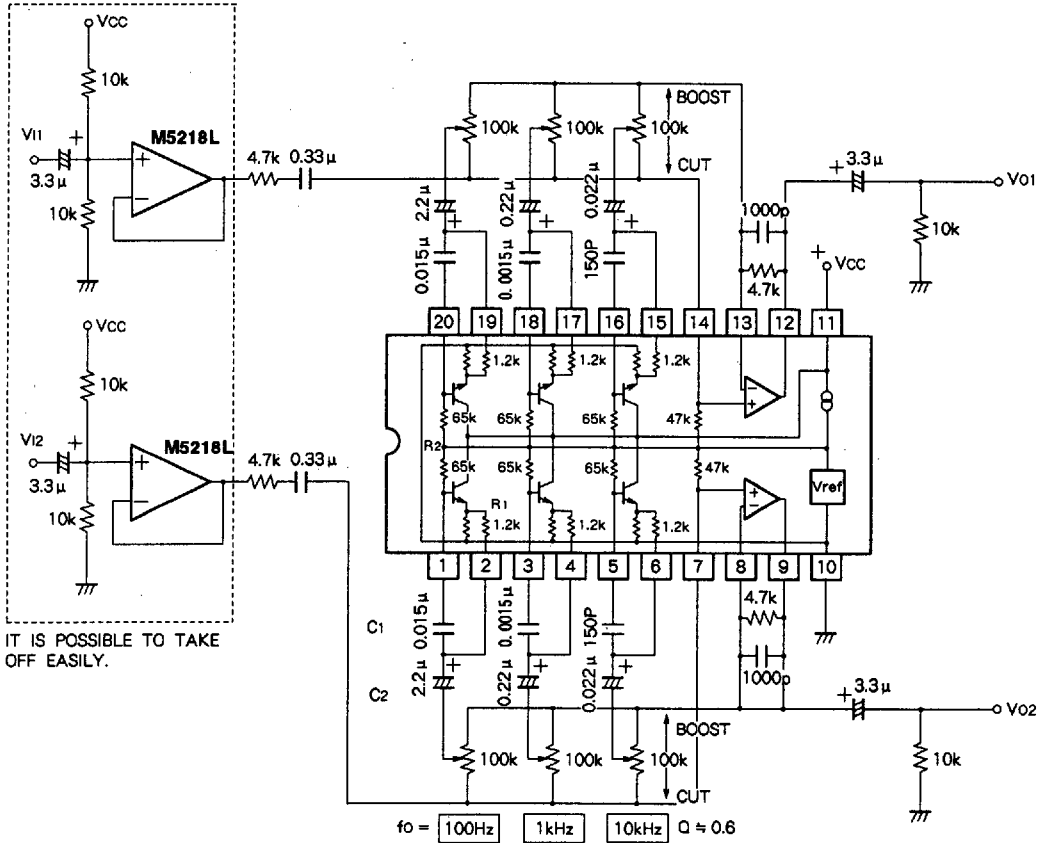 Vcc
10k
M5218L
VI1
+
3.3μ
+
−
10k
4.7k 0.33μ
BOOST
100k
100k
100k
CUT
2.2μ
0.22μ
0.022μ
+
+
+
0.015μ
0.0015μ
150P
3.3μ
+
VO1
1000p
10k
4.7k
+
Vcc
20 19 18 17 16 15 14 13 12 11
1.2k
1.2k
1.2k
−
+
65k
65k
65k
47k
R2
65k
65k
65k
47k
R1
1.2k
1.2k
1.2k
+
−
Vref
1 2 3 4 5 6 7 8 9 10
Vcc
10k
M5218L
VI2
+
3.3μ
+
−
10k
4.7k 0.33μ
IT IS POSSIBLE TO TAKE
OFF EASILY.
C1
0.015μ
0.0015μ
150P
C2
2.2μ
0.22μ
0.022μ
+
+
+
4.7k
1000p
3.3μ
+
VO2
10k
BOOST
100k
100k
100k
CUT
fo = 100Hz 1kHz 10kHz Q ≒ 0.6